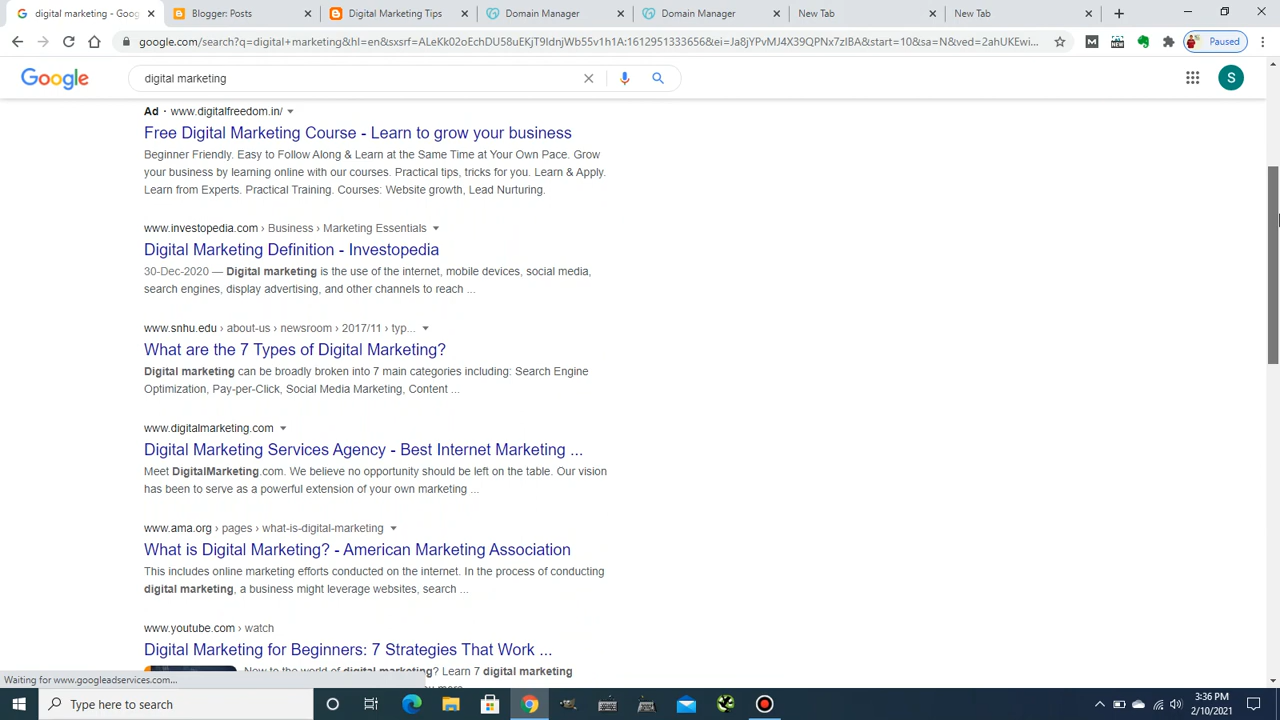 digital marketing - Goog
Blogger: Posts
Digital Marketing Tips
Domain Manager
Domain Manager
New Tab
New Tab
google.com/search?q=digital+marketing&hl=en&sxsrf=ALeKk02oEchDU58uEKjT9IdnjWb55v1h1A:1612951333656&ei=Ja8jYPvMJ4X39QPNx7zIBA&start=10&sa=N&ved=2ahUKEwi...
Paused
Google
digital marketing
S
Ad · www.digitalfreedom.in/
Free Digital Marketing Course - Learn to grow your business
Beginner Friendly. Easy to Follow Along & Learn at the Same Time at Your Own Pace. Grow
your business by learning online with our courses. Practical tips, tricks for you. Learn & Apply.
Learn from Experts. Practical Training. Courses: Website growth, Lead Nurturing.
www.investopedia.com › Business › Marketing Essentials
Digital Marketing Definition - Investopedia
30-Dec-2020 — Digital marketing is the use of the internet, mobile devices, social media,
search engines, display advertising, and other channels to reach ...
www.snhu.edu › about-us › newsroom › 2017/11 › typ...
What are the 7 Types of Digital Marketing?
Digital marketing can be broadly broken into 7 main categories including: Search Engine
Optimization, Pay-per-Click, Social Media Marketing, Content ...
www.digitalmarketing.com
Digital Marketing Services Agency - Best Internet Marketing ...
Meet DigitalMarketing.com. We believe no opportunity should be left on the table. Our vision
has been to serve as a powerful extension of your own marketing ...
www.ama.org › pages › what-is-digital-marketing
What is Digital Marketing? - American Marketing Association
This includes online marketing efforts conducted on the internet. In the process of conducting
digital marketing, a business might leverage websites, search ...
www.youtube.com › watch
Digital Marketing for Beginners: 7 Strategies That Work ...
New to the world of digital marketing? Learn 7 digital marketing
Waiting for www.googleadservices.com...
Type here to search
3:36 PM
2/10/2021